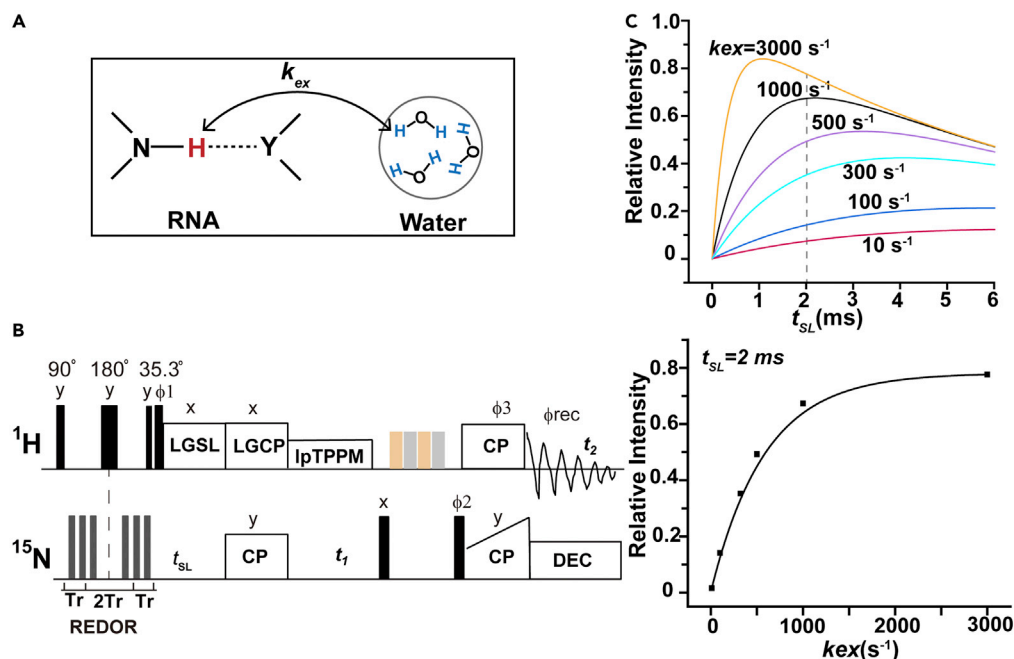 A
k_ex
N H Y
RNA
H O H
H O H
H O H
Water
B
90° 180° 35.3°
y y y ϕ1 x x ϕ3 ϕrec
¹H LGSL LGCP lpTPPM CP t₂
y x ϕ2 y
¹⁵N t_SL CP t₁ CP DEC
Tr 2Tr Tr
REDOR
C
Relative Intensity
1.0
0.8
0.6
0.4
0.2
0
kex=3000 s⁻¹
1000 s⁻¹
500 s⁻¹
300 s⁻¹
100 s⁻¹
10 s⁻¹
0 1 2 3 4 5 6
t_SL(ms)
Relative Intensity
0.8
0.6
0.4
0.2
0
t_SL=2 ms
0 1000 2000 3000
kex(s⁻¹)